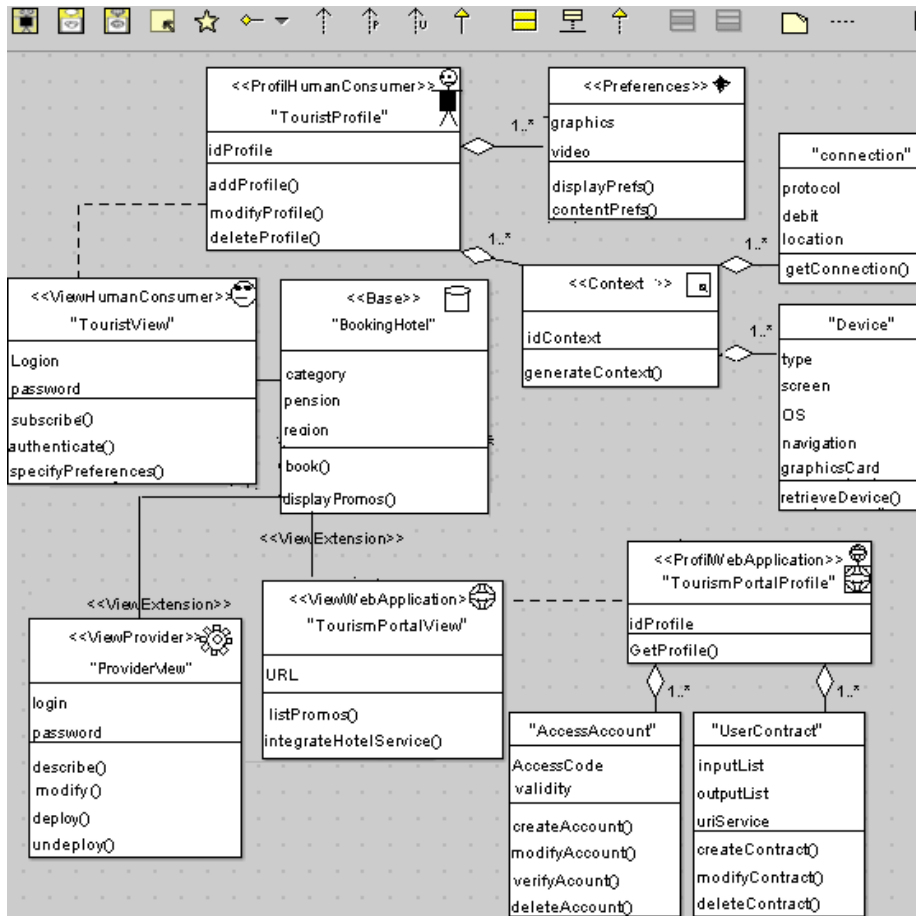 P
U
<<ProfilHumanConsumer>>
"TouristProfile"
idProfile
addProfile()
modifyProfile()
deleteProfile()
<<Preferences>>
graphics
video
displayPrefs()
contentPrefs()
1..*
1..*
"connection"
protocol
debit
location
getConnection()
1..*
<<Context >>
idContext
generateContext()
1..*
"Device"
type
screen
OS
navigation
graphicsCard
retrieveDevice()
<<ViewHumanConsumer>>
"TouristView"
Logion
password
subscribe()
authenticate()
specifyPreferences()
<<Base>>
"BookingHotel"
category
pension
region
book()
displayPromos()
<<ViewExtension>>
<<ViewExtension>>
<<ViewProvider>>
"ProviderView"
login
password
describe()
modify()
deploy()
undeploy()
<<ViewWebApplication>
"TourismPortalView"
URL
listPromos()
integrateHotelService()
<<ProfilWebApplication>>
"TourismPortalProfile"
idProfile
GetProfile()
1..*
1..*
"AccessAccount"
AccessCode
validity
createAccount()
modifyAccount()
verifyAcount()
deleteAccount()
"UserContract"
inputList
outputList
uriService
createContract()
modifyContract()
deleteContract()